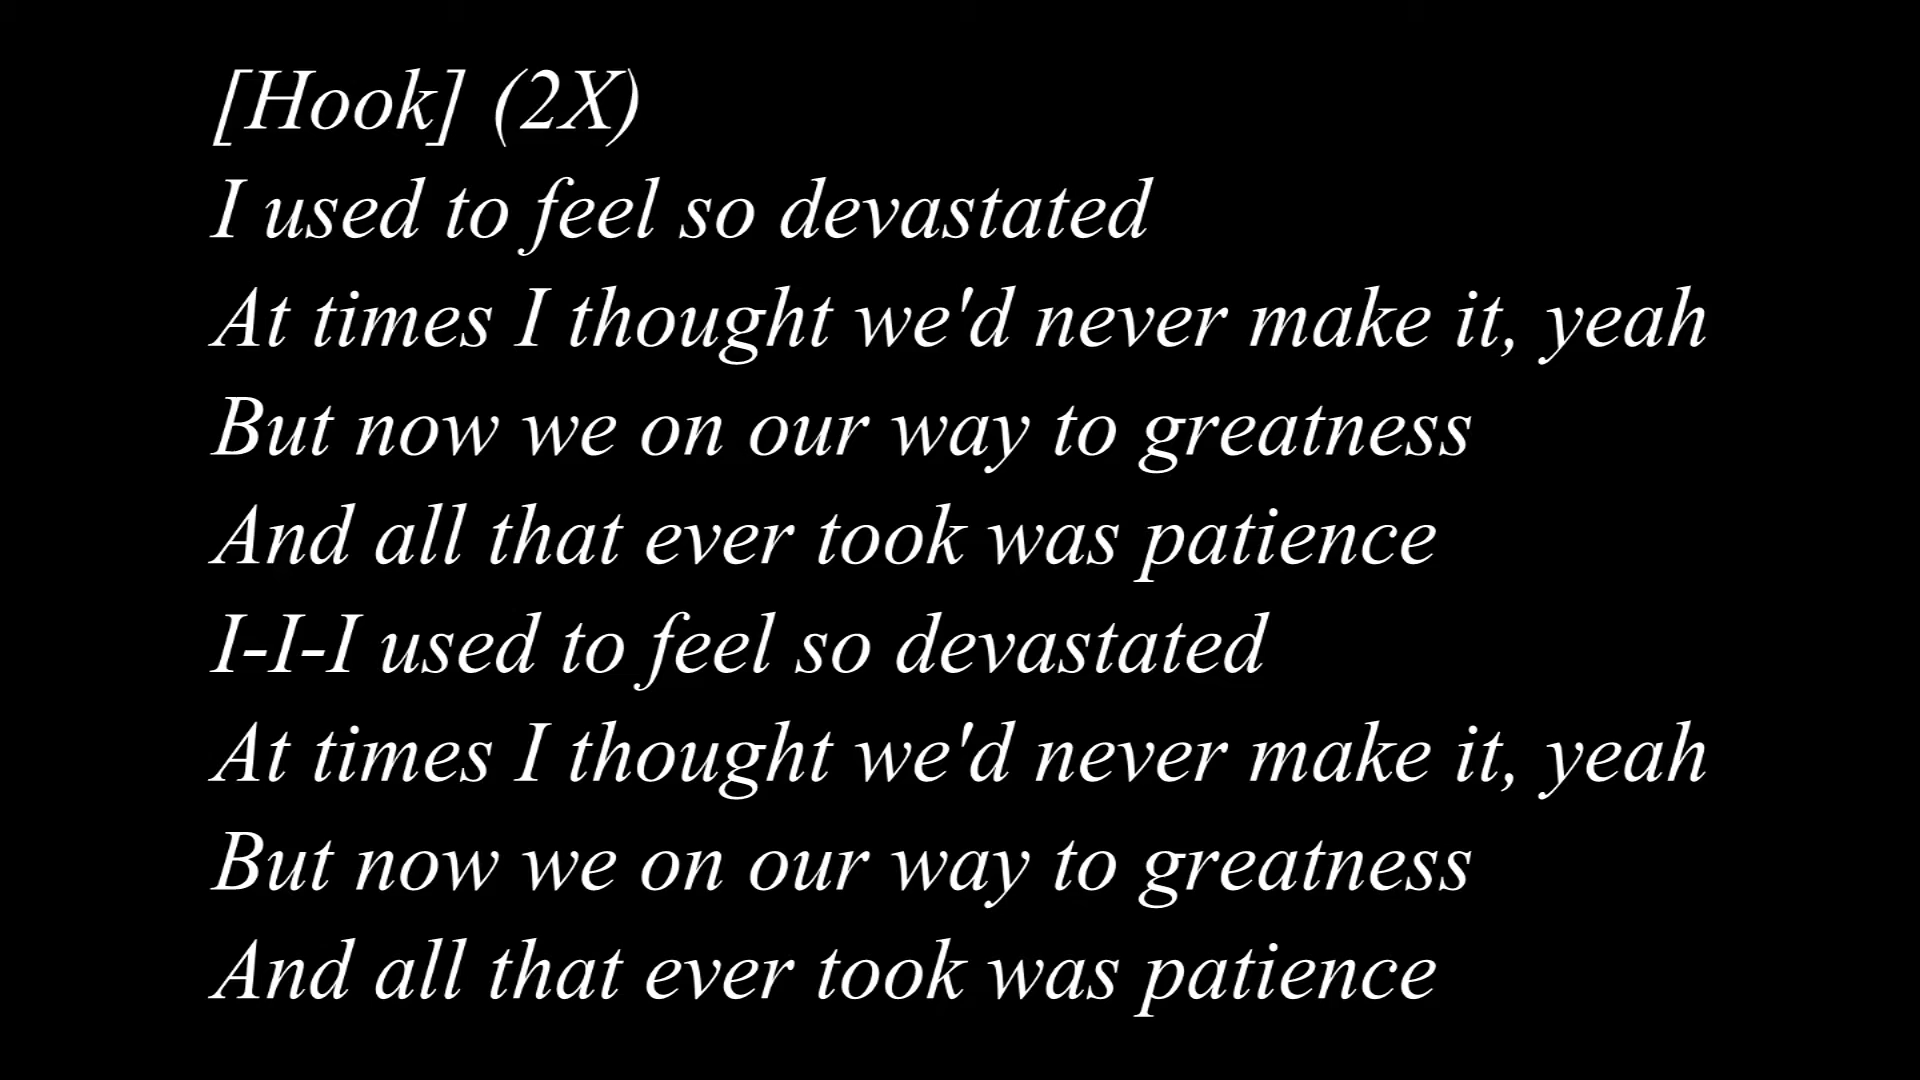 [Hook] (2X)
I used to feel so devastated
At times I thought we'd never make it, yeah
But now we on our way to greatness
And all that ever took was patience
I-I-I used to feel so devastated
At times I thought we'd never make it, yeah
But now we on our way to greatness
And all that ever took was patience